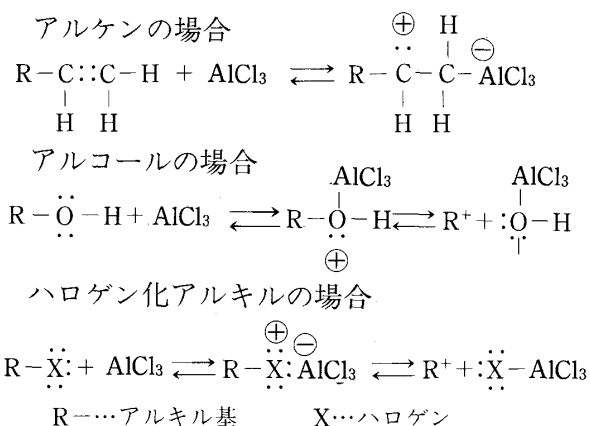 アルケンの場合
⊕ H
R－C::C－H + AlCl₃ ⇌ R－C－C－AlCl₃ ⊖
H H H H
アルコールの場合
AlCl₃ AlCl₃
R－O－H + AlCl₃ ⇌ R－O－H ⇌ R⁺ + :O－H
⊕
ハロゲン化アルキルの場合
⊕ ⊖
R－X: + AlCl₃ ⇌ R－X:AlCl₃ ⇌ R⁺ + :X－AlCl₃
R－…アルキル基 X…ハロゲン